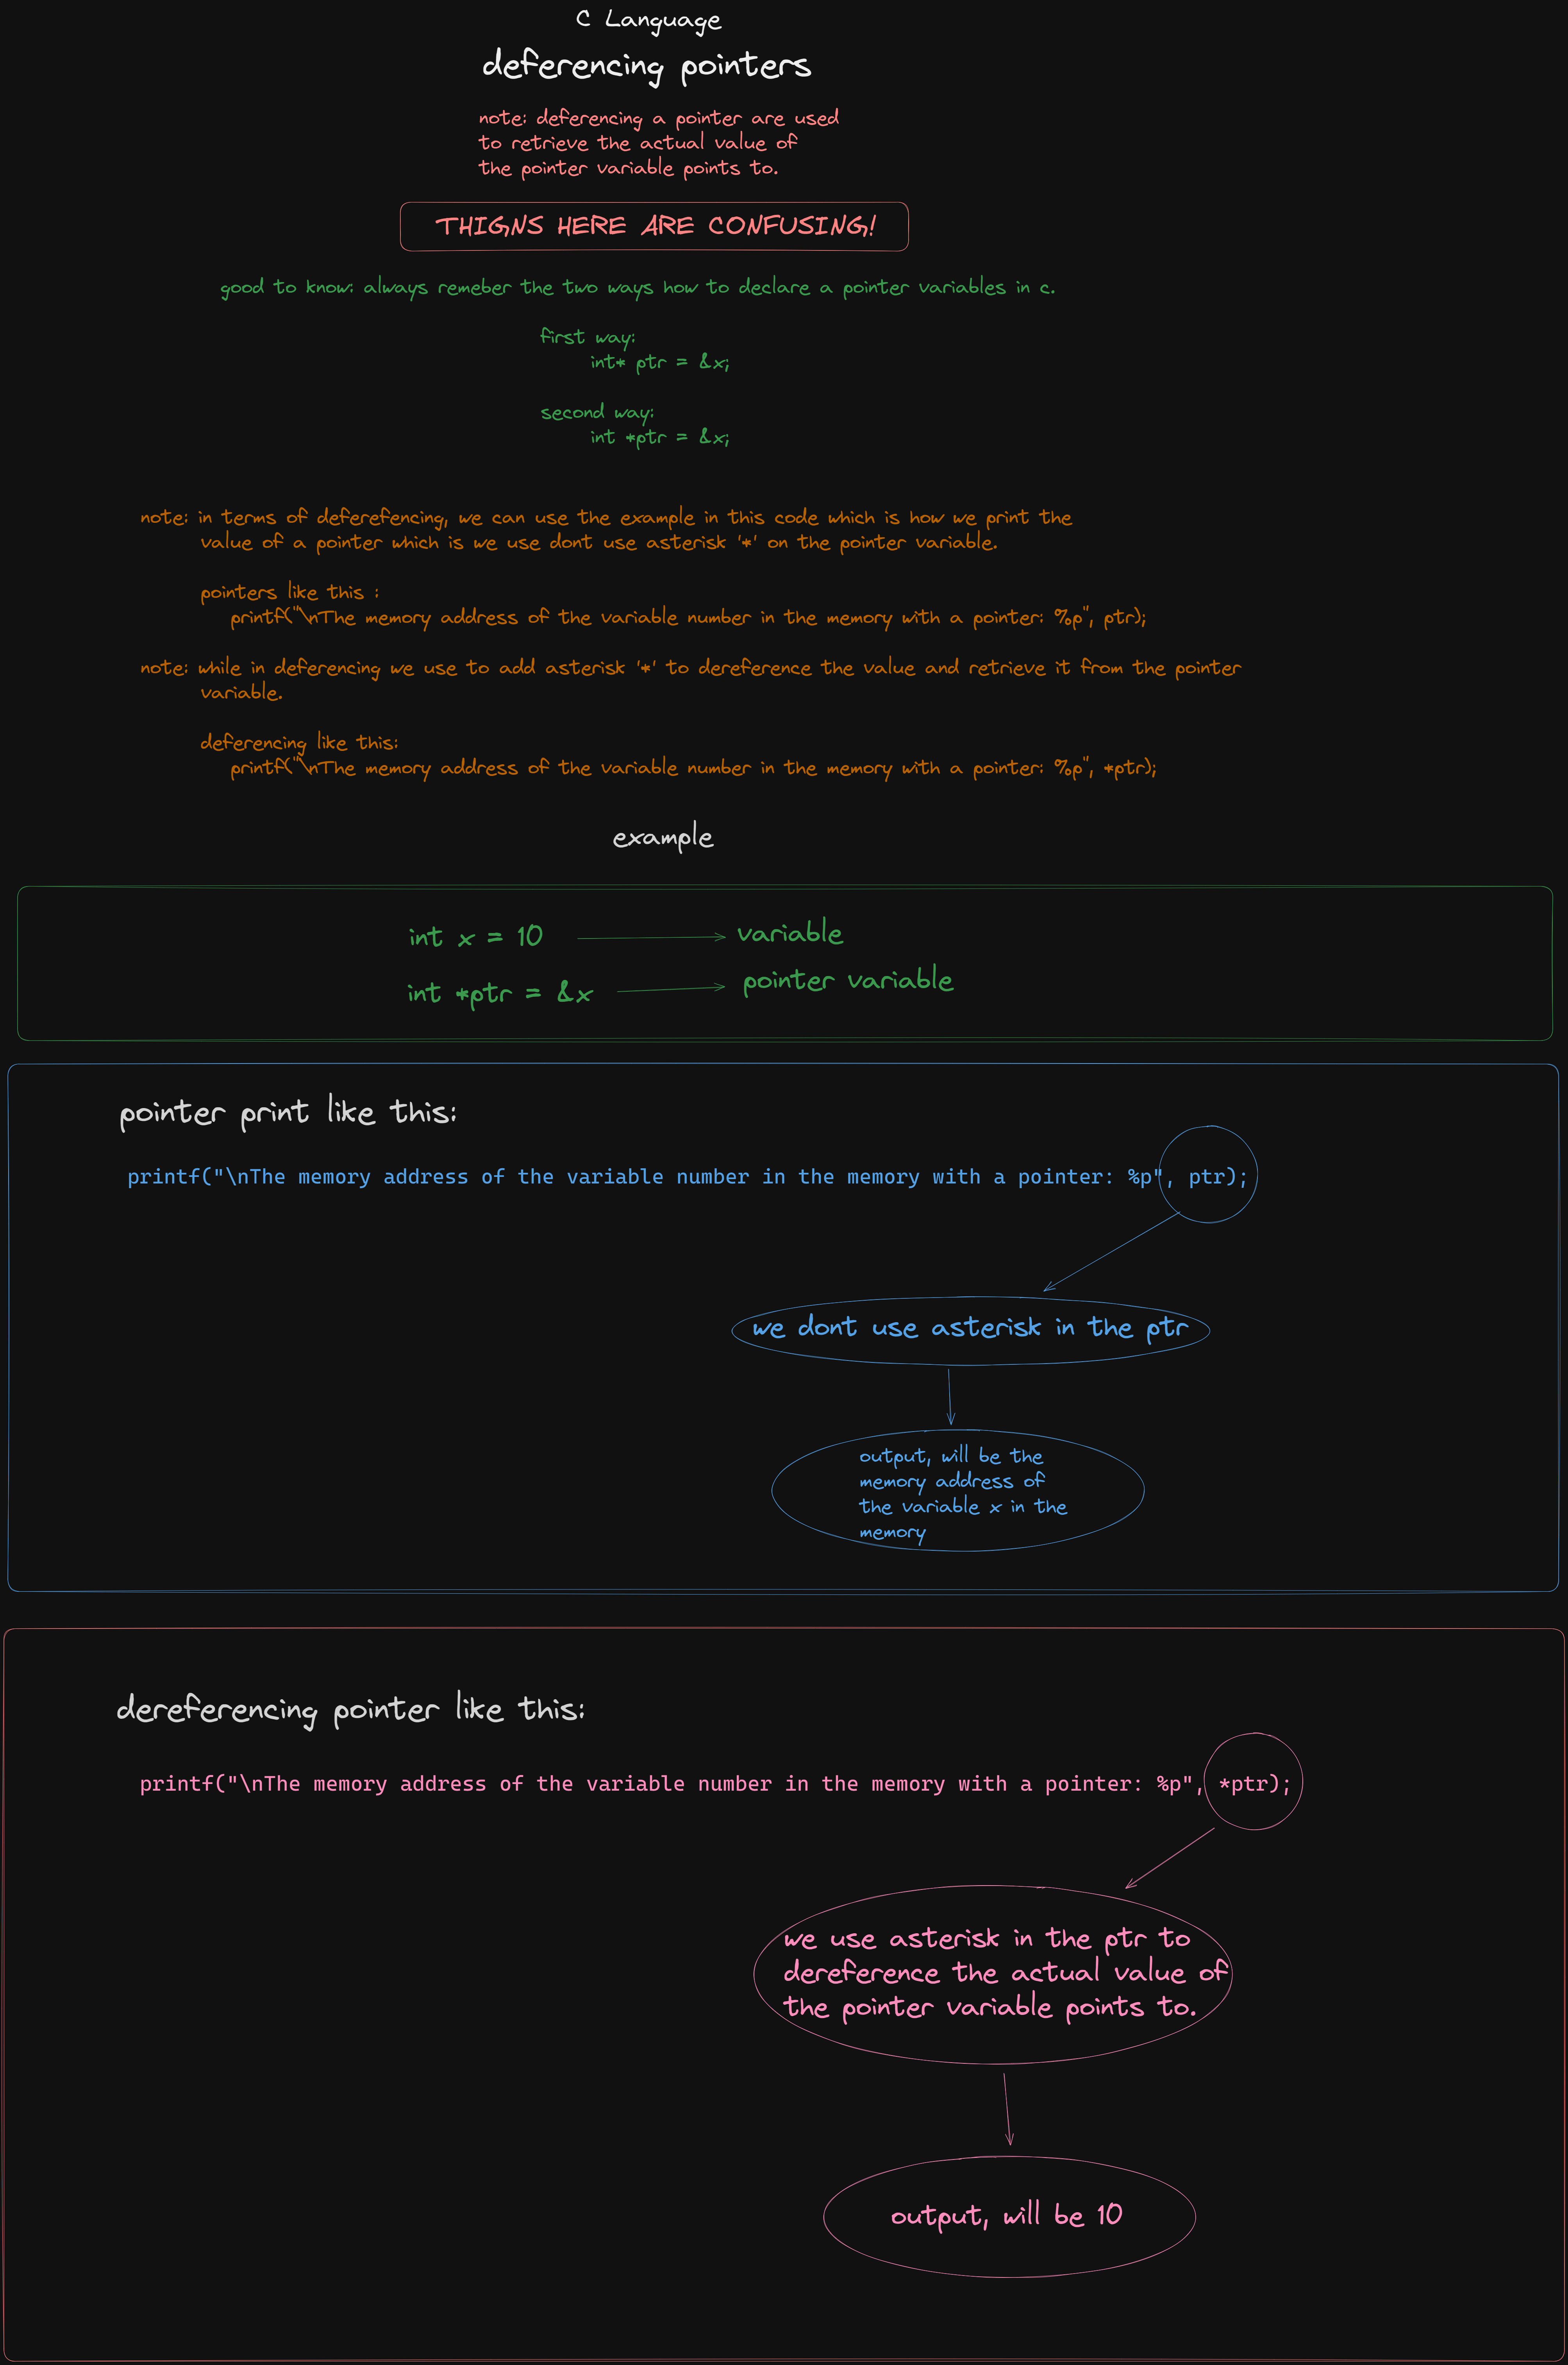 C Language
deferencing pointers
note: deferencing a pointer are used
to retrieve the actual value of
the pointer variable points to.
THIGNS HERE ARE CONFUSING!
good to know: always remeber the two ways how to declare a pointer variables in c.
first way:
int* ptr = &x;
second way:
int *ptr = &x;
note: in terms of deferefencing, we can use the example in this code which is how we print the
value of a pointer which is we use dont use asterisk '*' on the pointer variable.
pointers like this :
printf("\nThe memory address of the variable number in the memory with a pointer: %p", ptr);
note: while in deferencing we use to add asterisk '*' to dereference the value and retrieve it from the pointer
variable.
deferencing like this:
printf("\nThe memory address of the variable number in the memory with a pointer: %p", *ptr);
example
int x = 10
variable
int *ptr = &x
pointer variable
pointer print like this:
printf("\nThe memory address of the variable number in the memory with a pointer: %p", ptr);
we dont use asterisk in the ptr
output, will be the
memory address of
the variable x in the
memory
dereferencing pointer like this:
printf("\nThe memory address of the variable number in the memory with a pointer: %p", *ptr);
we use asterisk in the ptr to
dereference the actual value of
the pointer variable points to.
output, will be 10